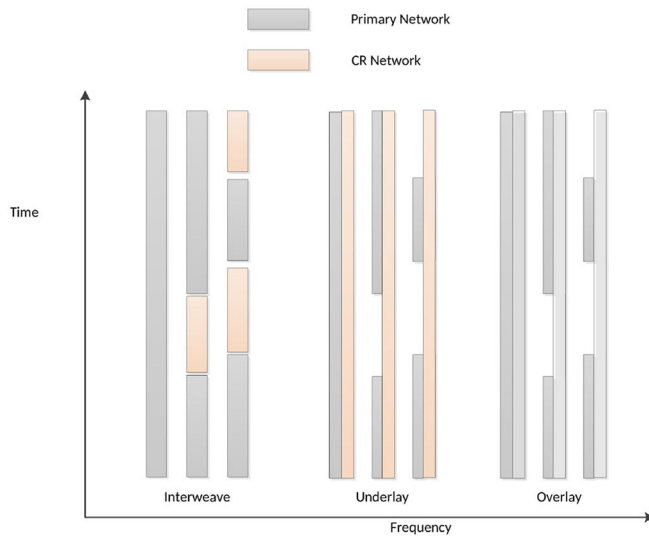 Primary Network
CR Network
Time
Interweave
Underlay
Overlay
Frequency